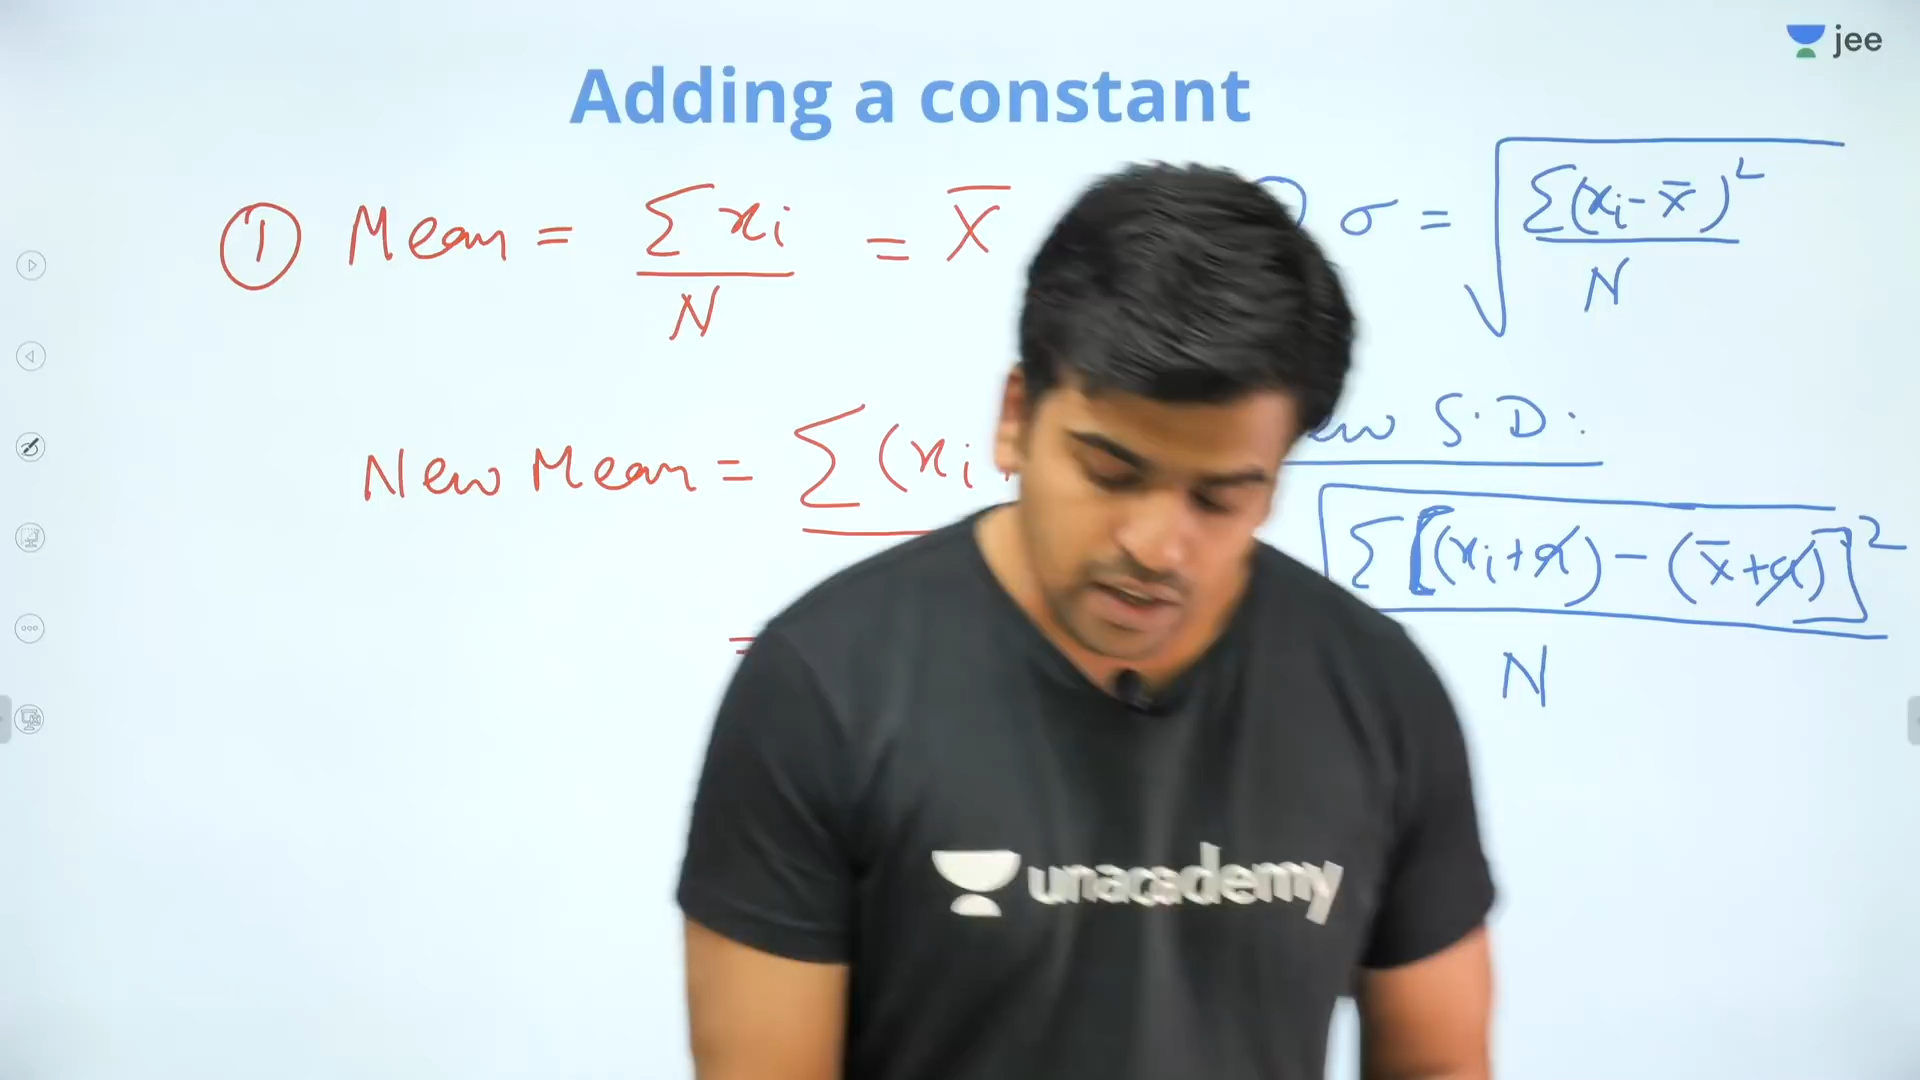 jee
Adding a constant
① Mean = Σxi / N = X̄
σ = √(Σ(xi - x̄)² / N)
New Mean = Σ(xi
S.D:
Σ[(xi+a) - (x̄+a)]² / N
=
unacademy